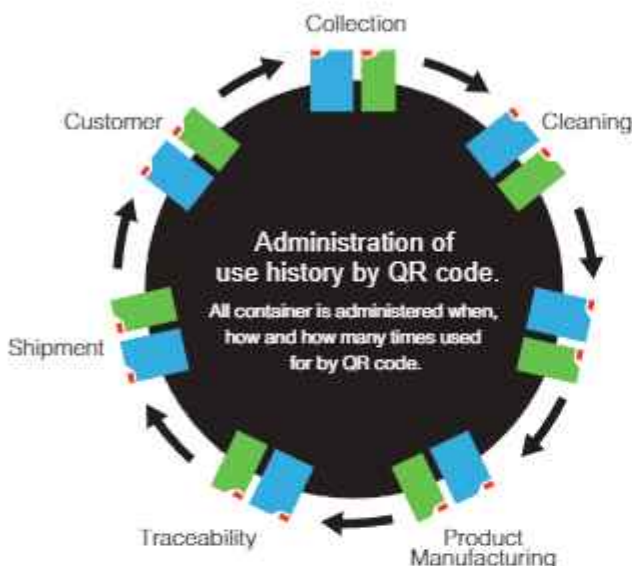 Collection
Customer
Cleaning
Administration of
use history by QR code.
All container is administered when,
how and how many times used
for by QR code.
Shipment
Traceability
Product
Manufacturing